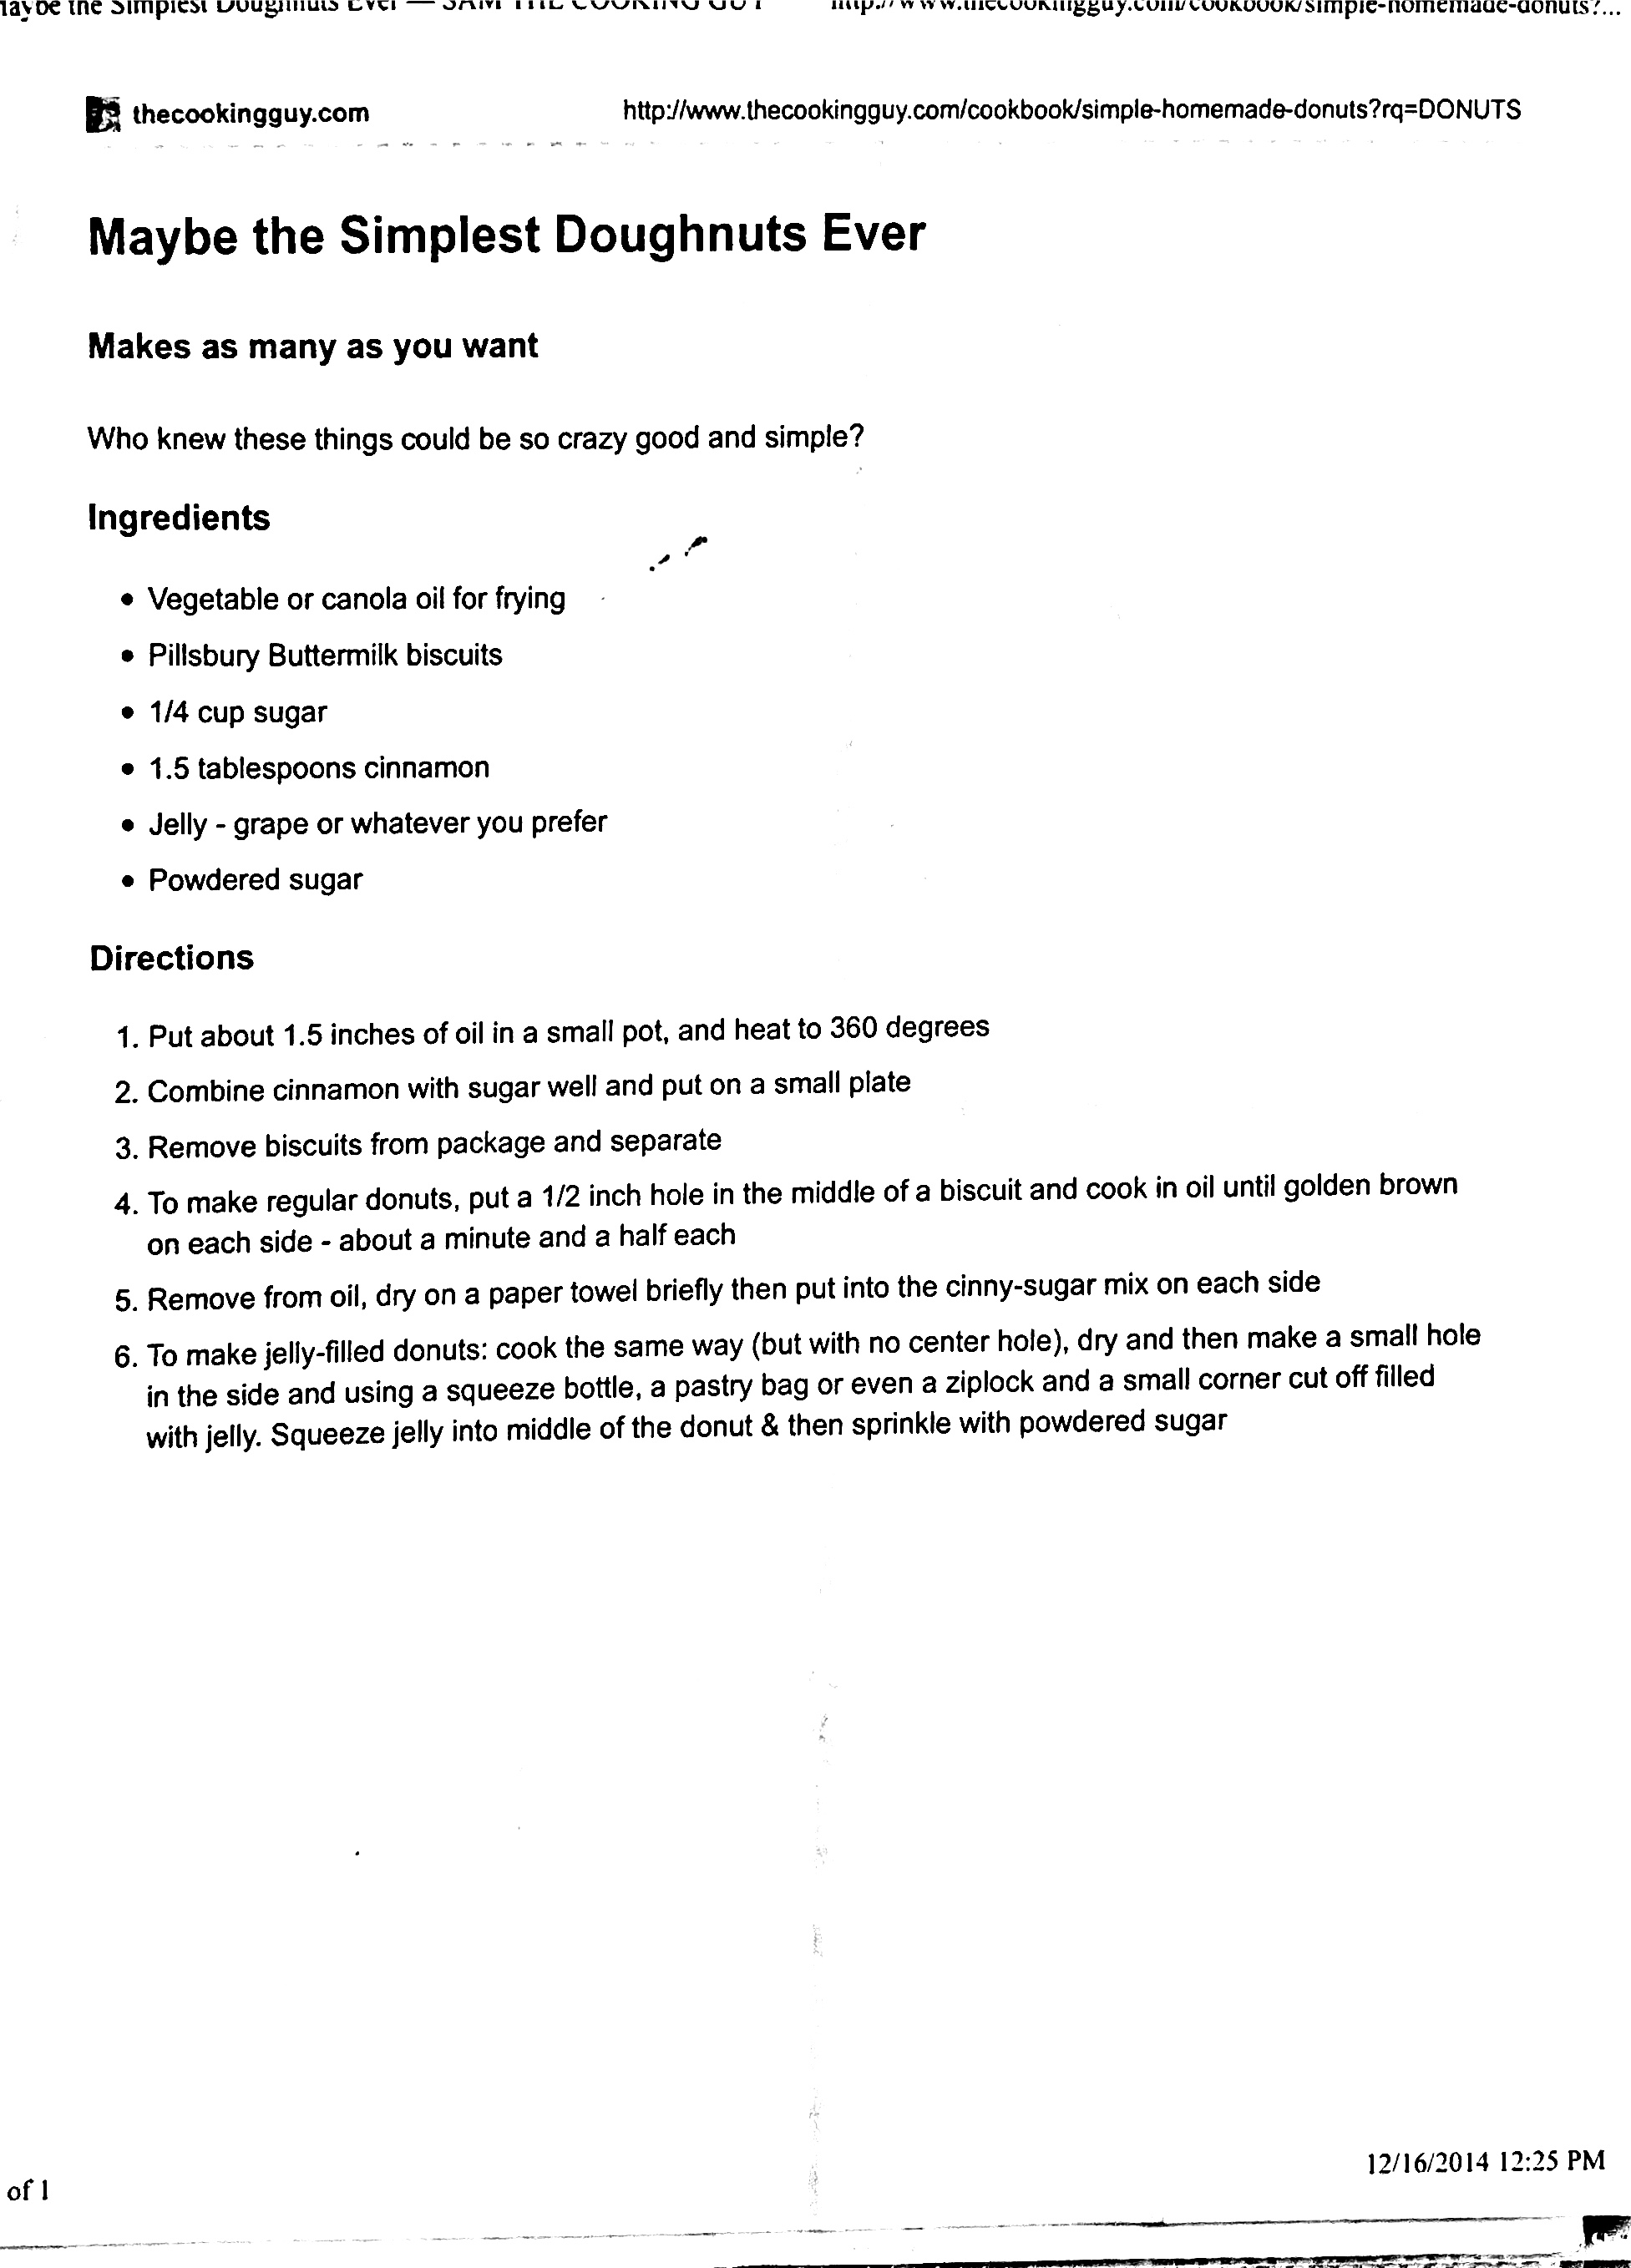 Maybe the Simplest Doughnuts Ever — SAM THE COOKING GUY http://www.thecookingguy.com/cookbook/simple-homemade-donuts?...
thecookingguy.com http://www.thecookingguy.com/cookbook/simple-homemade-donuts?rq=DONUTS
Maybe the Simplest Doughnuts Ever
Makes as many as you want
Who knew these things could be so crazy good and simple?
Ingredients
• Vegetable or canola oil for frying
• Pillsbury Buttermilk biscuits
• 1/4 cup sugar
• 1.5 tablespoons cinnamon
• Jelly - grape or whatever you prefer
• Powdered sugar
Directions
1. Put about 1.5 inches of oil in a small pot, and heat to 360 degrees
2. Combine cinnamon with sugar well and put on a small plate
3. Remove biscuits from package and separate
4. To make regular donuts, put a 1/2 inch hole in the middle of a biscuit and cook in oil until golden brown
on each side - about a minute and a half each
5. Remove from oil, dry on a paper towel briefly then put into the cinny-sugar mix on each side
6. To make jelly-filled donuts: cook the same way (but with no center hole), dry and then make a small hole
in the side and using a squeeze bottle, a pastry bag or even a ziplock and a small corner cut off filled
with jelly. Squeeze jelly into middle of the donut & then sprinkle with powdered sugar
of 1 12/16/2014 12:25 PM